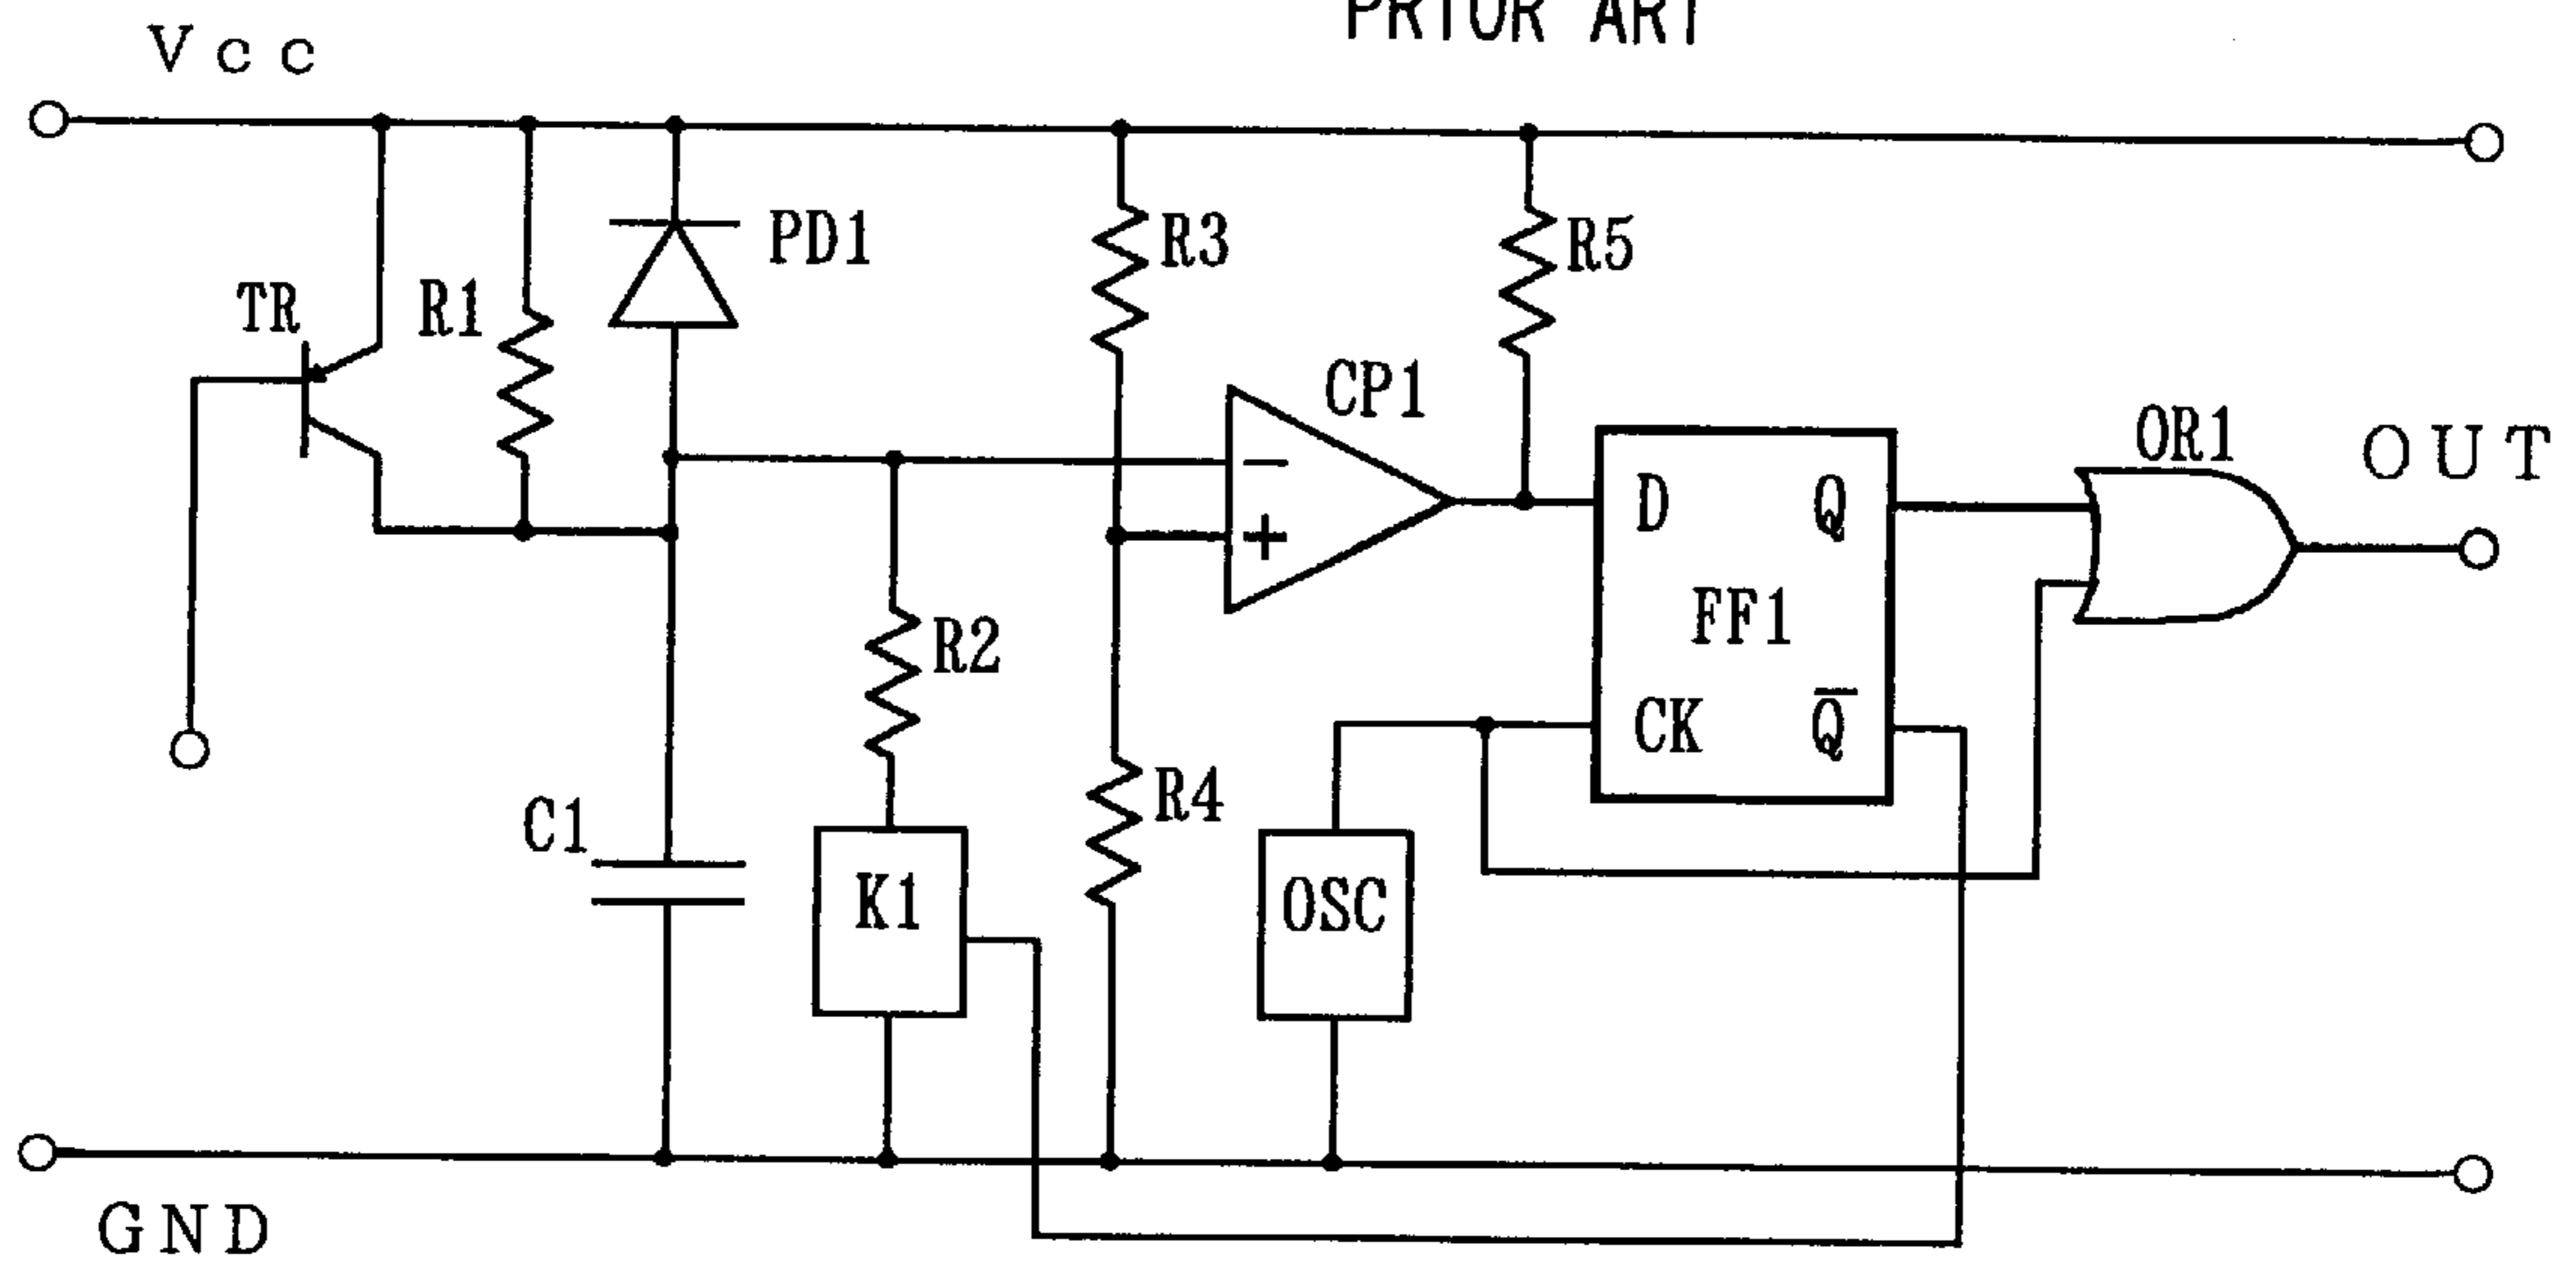 PRIOR ART
Vcc
PD1
R3
R5
TR
R1
CP1
OR1
OUT
−
+
D
Q
FF1
R2
CK
Q̅
R4
C1
K1
OSC
GND